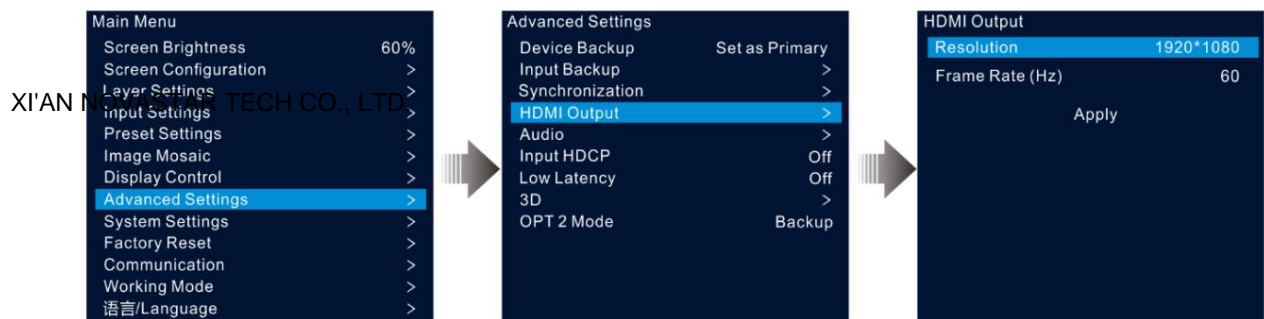 Main Menu
Screen Brightness 60%
Screen Configuration >
Layer Settings >
Input Settings >
Preset Settings >
Image Mosaic >
Display Control >
Advanced Settings >
System Settings >
Factory Reset >
Communication >
Working Mode >
语言/Language >
XI'AN NOVASTAR TECH CO., LTD.
Advanced Settings
Device Backup Set as Primary
Input Backup >
Synchronization >
HDMI Output >
Audio >
Input HDCP Off
Low Latency Off
3D >
OPT 2 Mode Backup
HDMI Output
Resolution 1920*1080
Frame Rate (Hz) 60
Apply